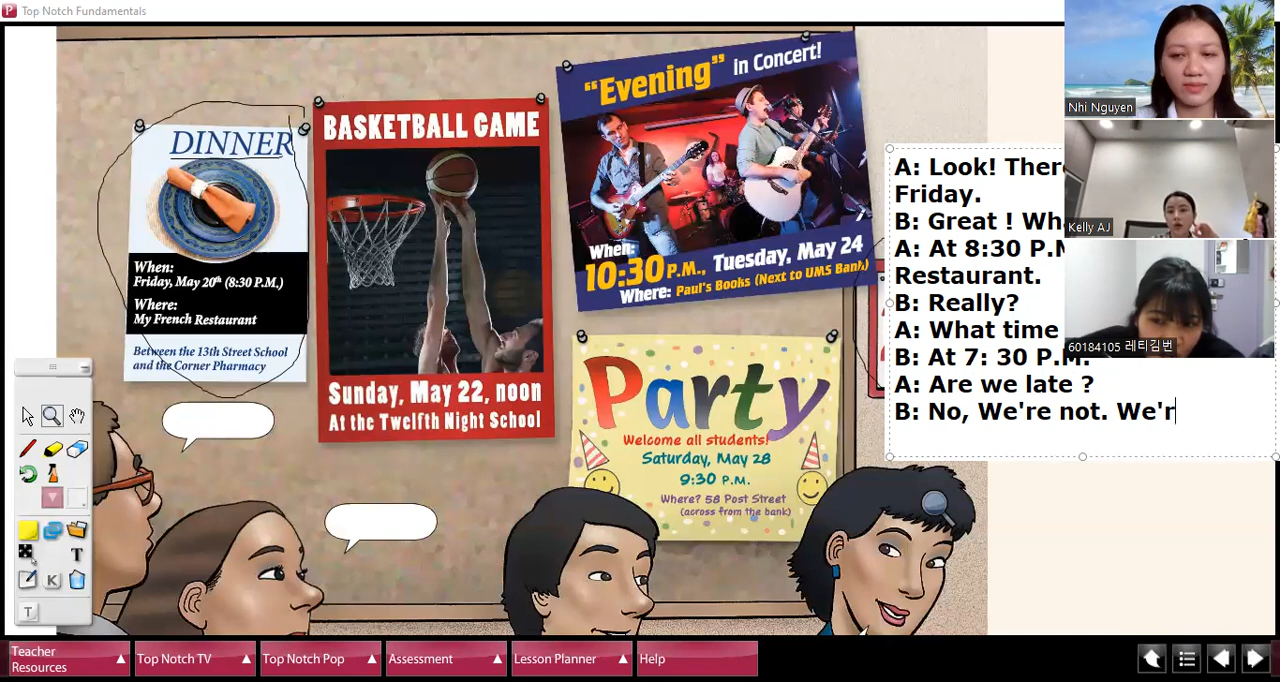 Top Notch Fundamentals
DINNER
When:
Friday, May 20th (8:30 P.M.)
Where:
My French Restaurant
Between the 13th Street School
and the Corner Pharmacy
BASKETBALL GAME
Sunday, May 22, noon
At the Twelfth Night School
"Evening" in Concert!
When:
10:30 P.M., Tuesday, May 24
Where: Paul's Books (Next to UMS Bank)
Party
Welcome all students!
Saturday, May 28
9:30 P.M.
Where? 58 Post Street
(across from the bank)
A: Look! There
Friday.
B: Great ! Wh
A: At 8:30 P.M
Restaurant.
B: Really?
A: What time
B: At 7: 30 P.M.
A: Are we late ?
B: No, We're not. We'r
Nhi Nguyen
Kelly AJ
60184105 레티김번
T
K
T
Teacher
Resources
Top Notch TV
Top Notch Pop
Assessment
Lesson Planner
Help